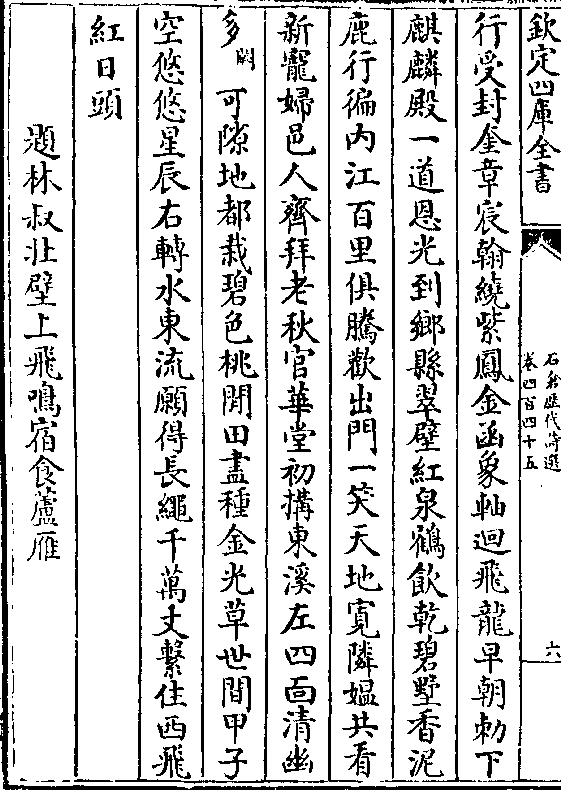 欽定四庫全書
石倉歷代詩選
卷四百四十五
六
行受封金章宸翰繞紫鳳金函象軸迴飛龍早朝勅下
麒麟殿一道恩光到鄉縣翠壁紅泉鶴飲乾碧墅香泥
鹿行徧內江百里俱騰歡出門一笑天地寛隣媼共看
新寵婦邑人齊拜老秋官華堂初搆東溪左四面清幽
多闕可隙地都栽碧色桃閒田盡種金光草世間甲子
空悠悠星辰右轉水東流願得長繩千萬丈繫住西飛
紅日頭
題林叔壯壁上飛鳴宿食蘆雁